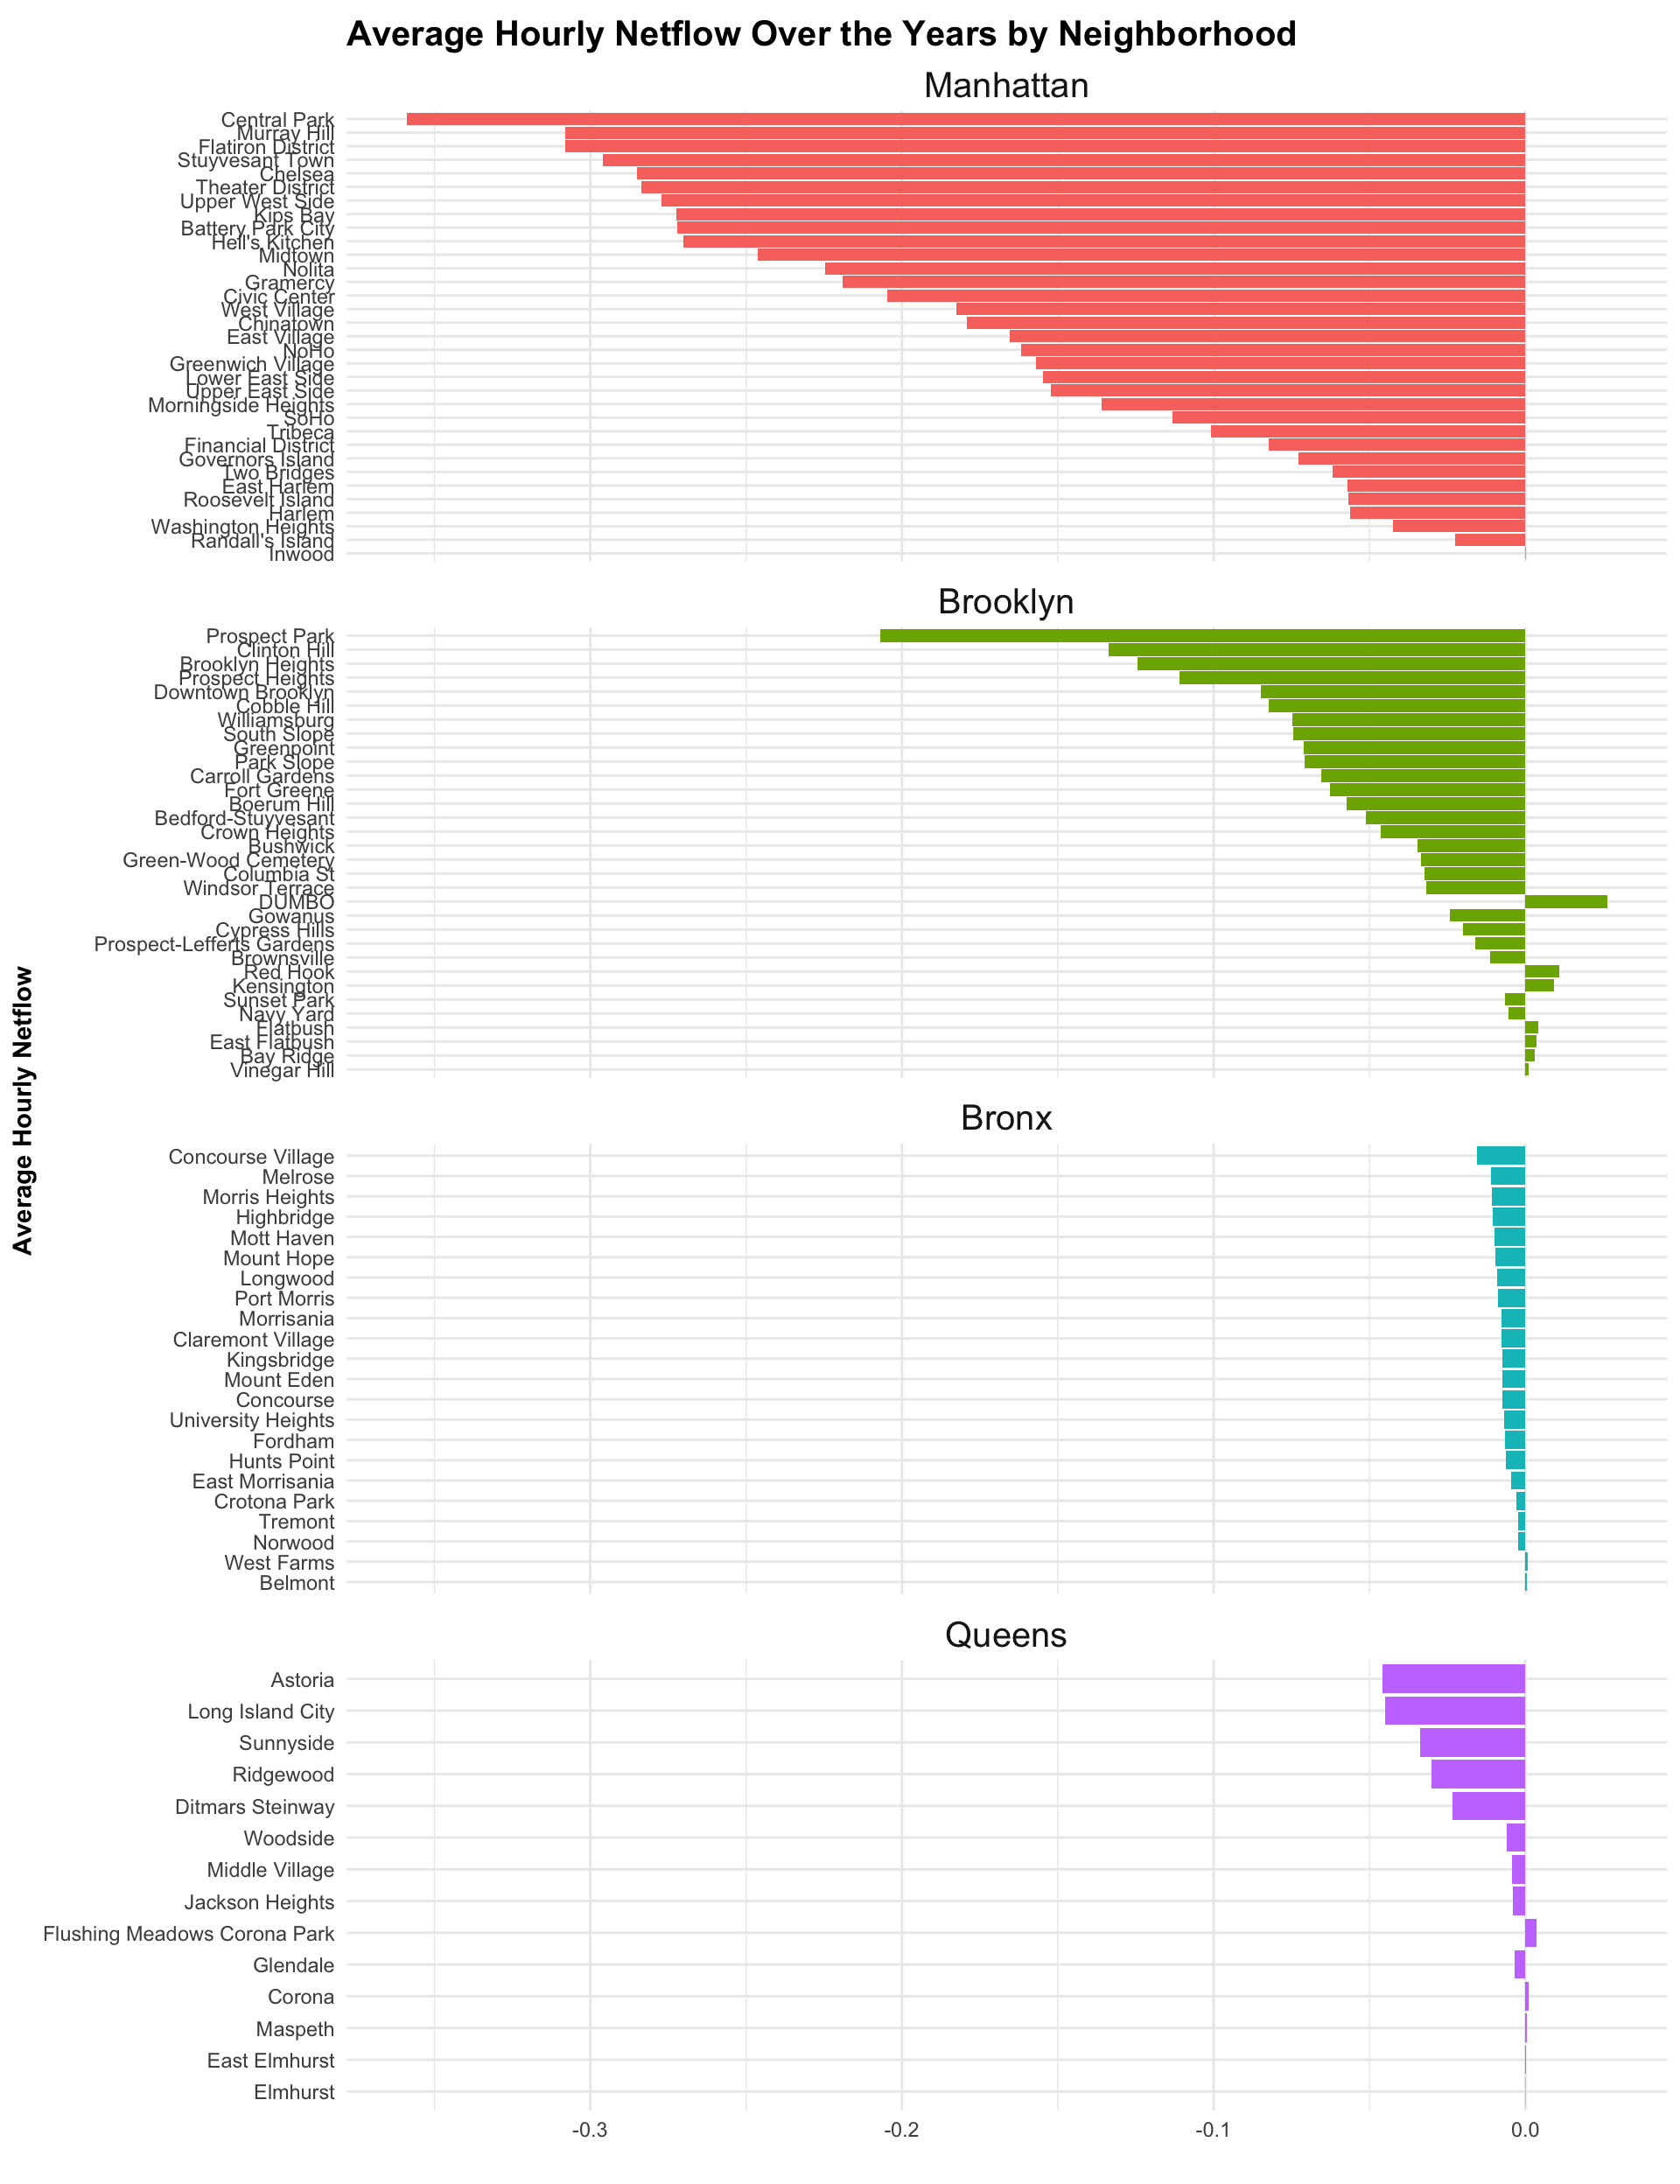 Average Hourly Netflow Over the Years by Neighborhood
Manhattan
Central Park
Murray Hill
Flatiron District
Stuyvesant Town
Chelsea
Theater District
Upper West Side
Kips Bay
Battery Park City
Hell's Kitchen
Midtown
Nolita
Gramercy
Civic Center
West Village
Chinatown
East Village
NoHo
Greenwich Village
Lower East Side
Upper East Side
Morningside Heights
SoHo
Tribeca
Financial District
Governors Island
Two Bridges
East Harlem
Roosevelt Island
Harlem
Washington Heights
Randall's Island
Inwood
Brooklyn
Prospect Park
Clinton Hill
Brooklyn Heights
Prospect Heights
Downtown Brooklyn
Cobble Hill
Williamsburg
South Slope
Greenpoint
Park Slope
Carroll Gardens
Fort Greene
Boerum Hill
Bedford-Stuyvesant
Crown Heights
Bushwick
Green-Wood Cemetery
Columbia St
Windsor Terrace
DUMBO
Gowanus
Cypress Hills
Prospect-Lefferts Gardens
Brownsville
Red Hook
Kensington
Sunset Park
Navy Yard
Flatbush
East Flatbush
Bay Ridge
Vinegar Hill
Average Hourly Netflow
Bronx
Concourse Village
Melrose
Morris Heights
Highbridge
Mott Haven
Mount Hope
Longwood
Port Morris
Morrisania
Claremont Village
Kingsbridge
Mount Eden
Concourse
University Heights
Fordham
Hunts Point
East Morrisania
Crotona Park
Tremont
Norwood
West Farms
Belmont
Queens
Astoria
Long Island City
Sunnyside
Ridgewood
Ditmars Steinway
Woodside
Middle Village
Jackson Heights
Flushing Meadows Corona Park
Glendale
Corona
Maspeth
East Elmhurst
Elmhurst
-0.3 -0.2 -0.1 0.0